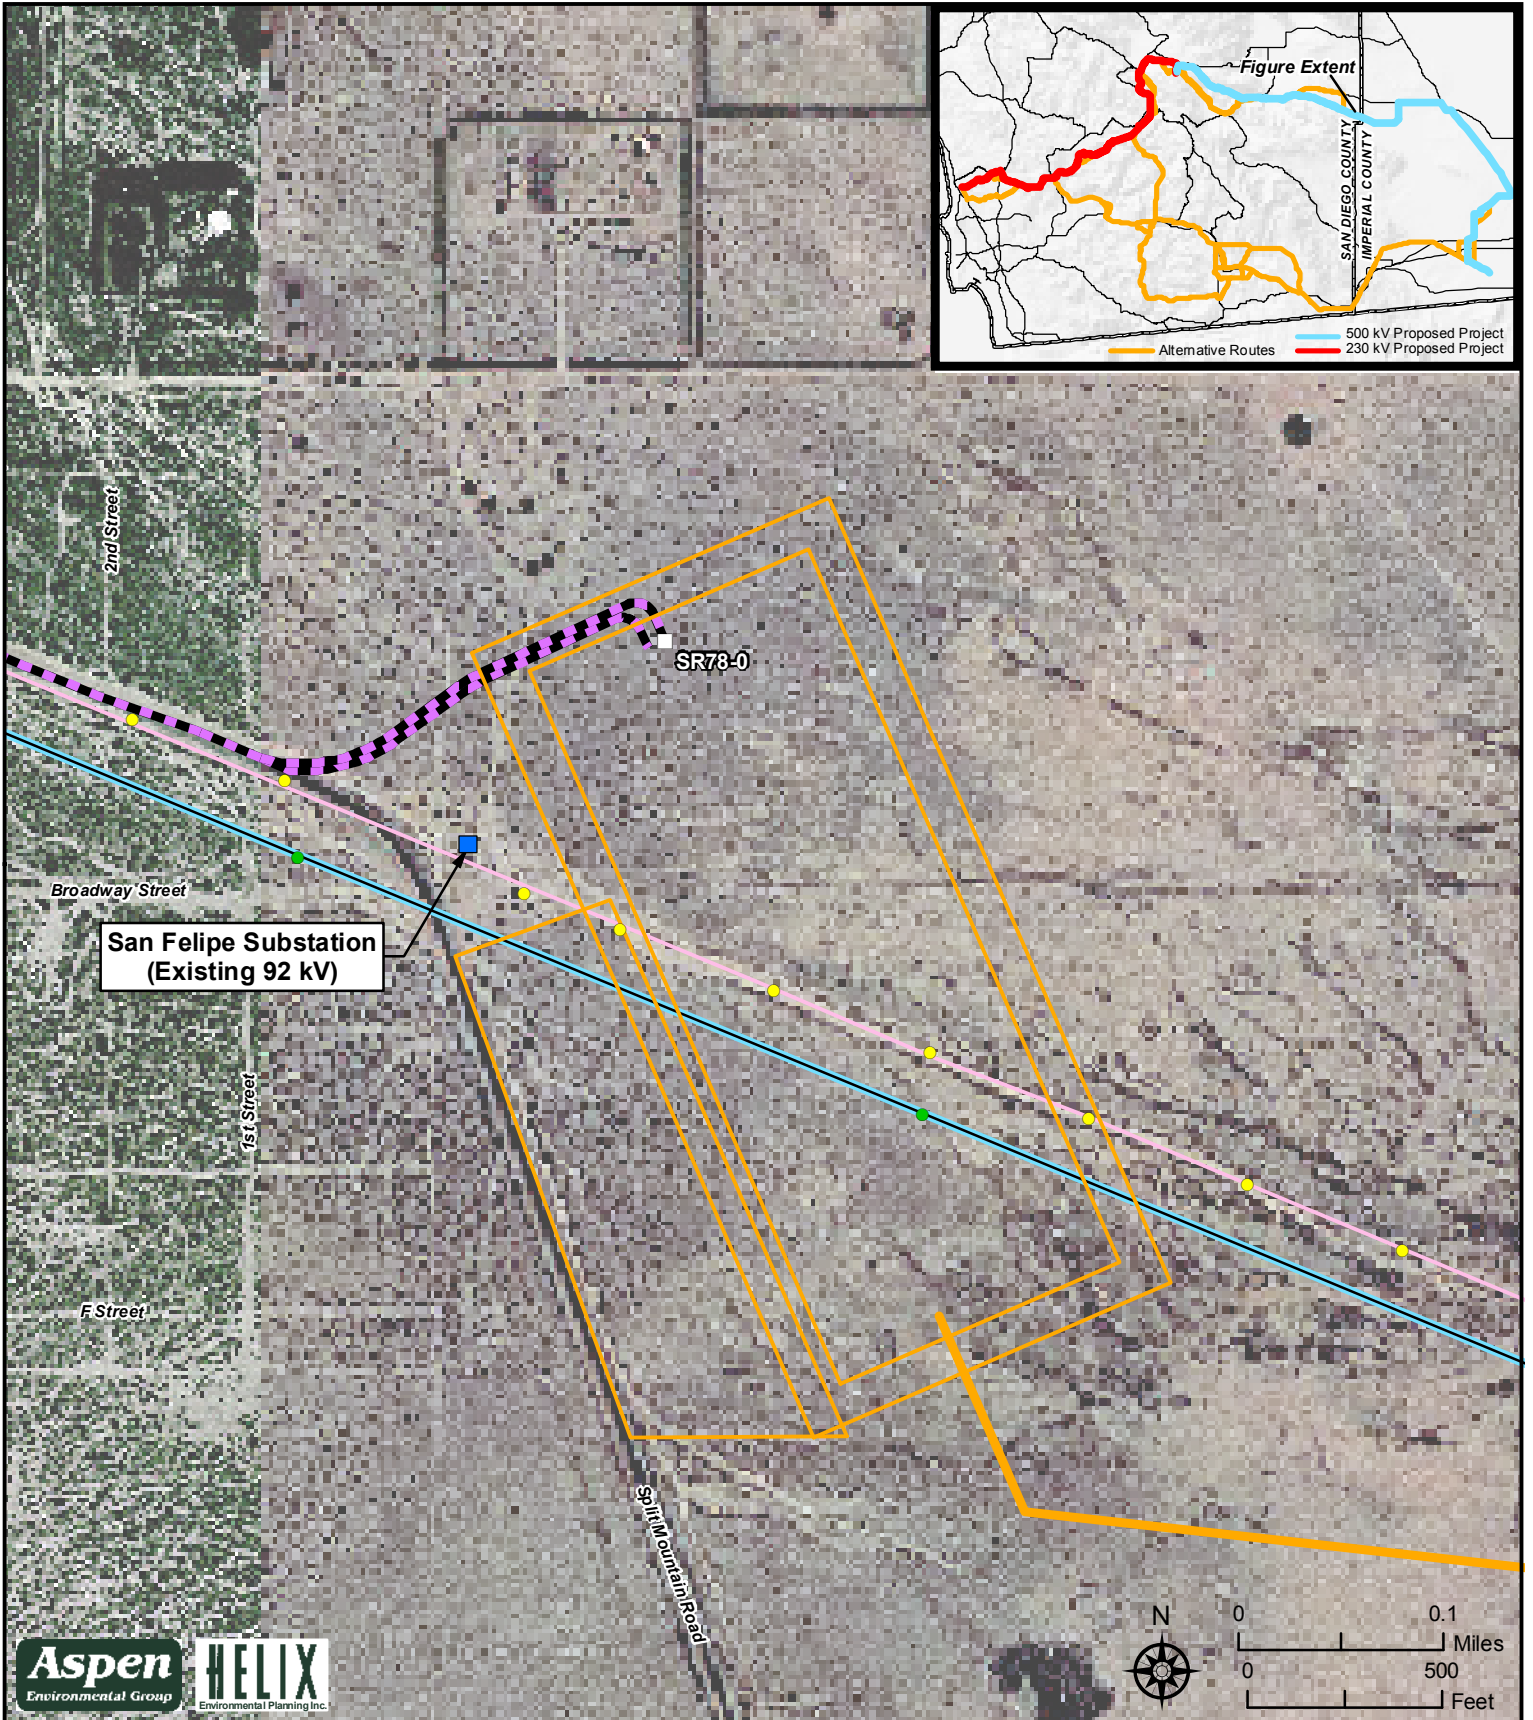 Figure Extent
SAN DIEGO COUNTY
IMPERIAL COUNTY
500 kV Proposed Project
Alternative Routes
230 kV Proposed Project
2nd Street
SR78-0
Broadway Street
San Felipe Substation
(Existing 92 kV)
1st Street
F Street
Split Mountain Road
N
0 0.1
Miles
0 500
Feet
Aspen
Environmental Group
HELIX
Environmental Planning Inc.